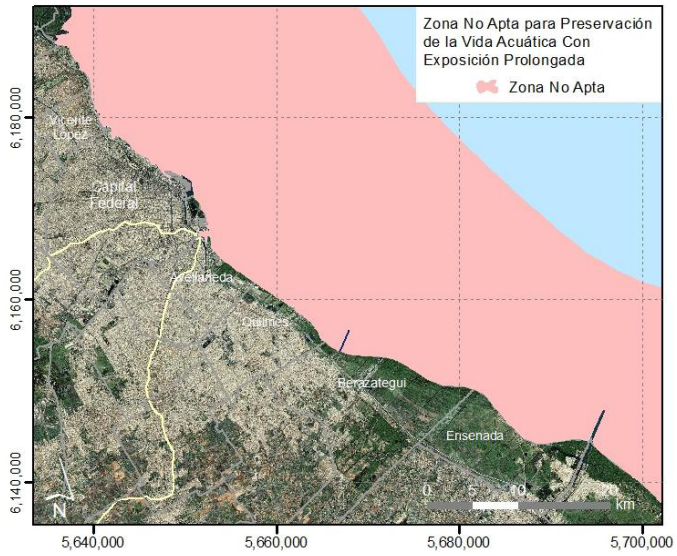 Zona No Apta para Preservación
de la Vida Acuática Con
Exposición Prolongada
Zona No Apta
6,180,000
Vicente
López
Capital
Federal
Avellaneda
6,160,000
Quilmes
Berazategui
Ensenada
6,140,000
0 5 10 20
km
5,640,000 5,660,000 5,680,000 5,700,000